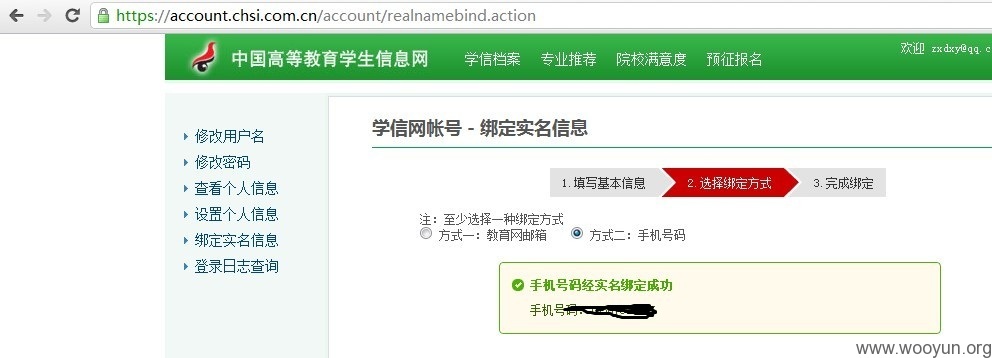 https://account.chsi.com.cn/account/realnamebind.action
中国高等教育学生信息网 学信档案 专业推荐 院校满意度 预征报名 欢迎 zxdxy@qq.c
修改用户名
修改密码
查看个人信息
设置个人信息
绑定实名信息
登录日志查询
学信网帐号 - 绑定实名信息
1.填写基本信息 2.选择绑定方式 3.完成绑定
注：至少选择一种绑定方式
方式一：教育网邮箱 方式二：手机号码
手机号码经实名绑定成功
手机号码：
www.wooyun.org